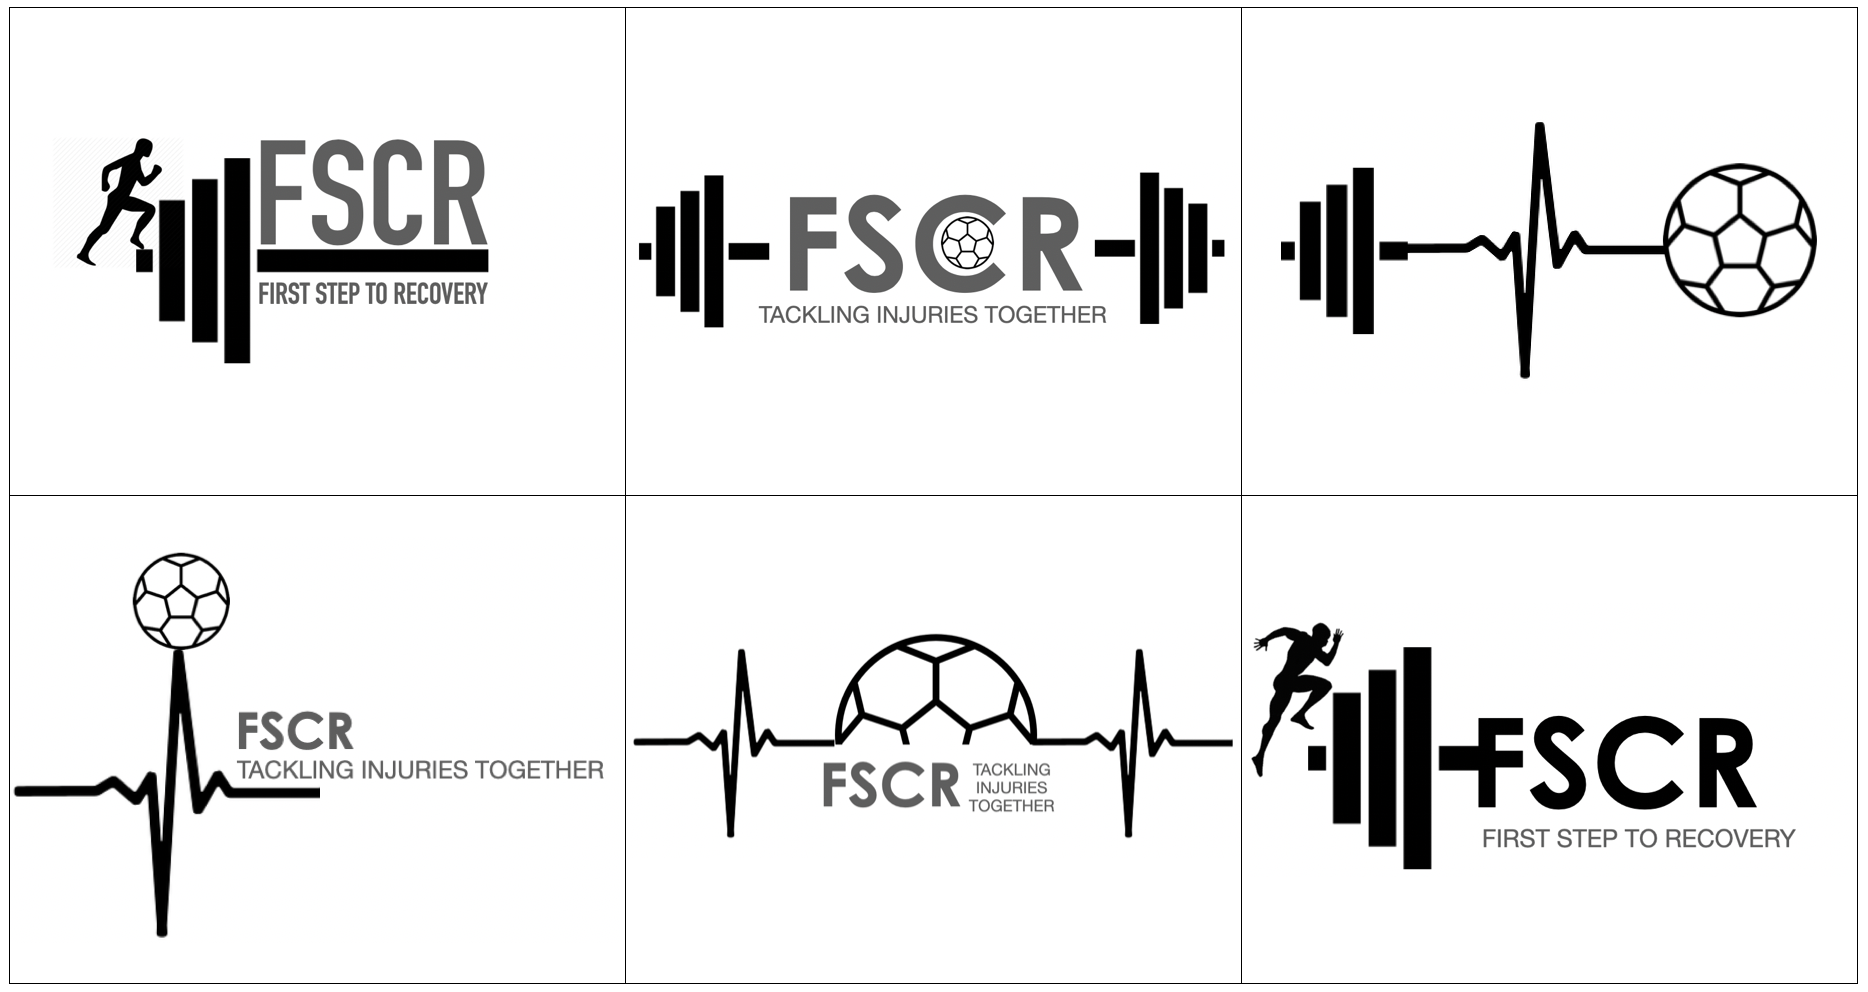 FSCR
FIRST STEP TO RECOVERY
FSCR
TACKLING INJURIES TOGETHER
FSCR
TACKLING INJURIES TOGETHER
FSCR
TACKLING
INJURIES
TOGETHER
FSCR
FIRST STEP TO RECOVERY